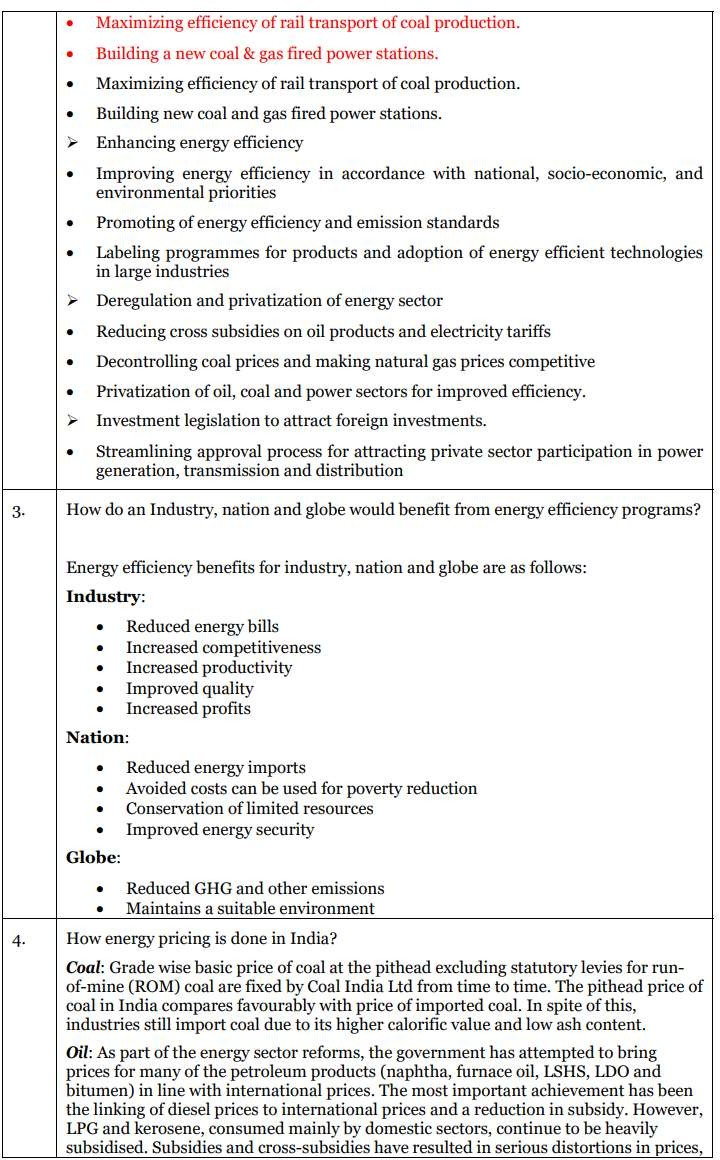 • Maximizing efficiency of rail transport of coal production.
• Building a new coal & gas fired power stations.
• Maximizing efficiency of rail transport of coal production.
• Building new coal and gas fired power stations.
➢ Enhancing energy efficiency
• Improving energy efficiency in accordance with national, socio-economic, and
environmental priorities
• Promoting of energy efficiency and emission standards
• Labeling programmes for products and adoption of energy efficient technologies
in large industries
➢ Deregulation and privatization of energy sector
• Reducing cross subsidies on oil products and electricity tariffs
• Decontrolling coal prices and making natural gas prices competitive
• Privatization of oil, coal and power sectors for improved efficiency.
➢ Investment legislation to attract foreign investments.
• Streamlining approval process for attracting private sector participation in power
generation, transmission and distribution
3. How do an Industry, nation and globe would benefit from energy efficiency programs?
Energy efficiency benefits for industry, nation and globe are as follows:
Industry:
• Reduced energy bills
• Increased competitiveness
• Increased productivity
• Improved quality
• Increased profits
Nation:
• Reduced energy imports
• Avoided costs can be used for poverty reduction
• Conservation of limited resources
• Improved energy security
Globe:
• Reduced GHG and other emissions
• Maintains a suitable environment
4. How energy pricing is done in India?
Coal: Grade wise basic price of coal at the pithead excluding statutory levies for run-
of-mine (ROM) coal are fixed by Coal India Ltd from time to time. The pithead price of
coal in India compares favourably with price of imported coal. In spite of this,
industries still import coal due to its higher calorific value and low ash content.
Oil: As part of the energy sector reforms, the government has attempted to bring
prices for many of the petroleum products (naphtha, furnace oil, LSHS, LDO and
bitumen) in line with international prices. The most important achievement has been
the linking of diesel prices to international prices and a reduction in subsidy. However,
LPG and kerosene, consumed mainly by domestic sectors, continue to be heavily
subsidised. Subsidies and cross-subsidies have resulted in serious distortions in prices,